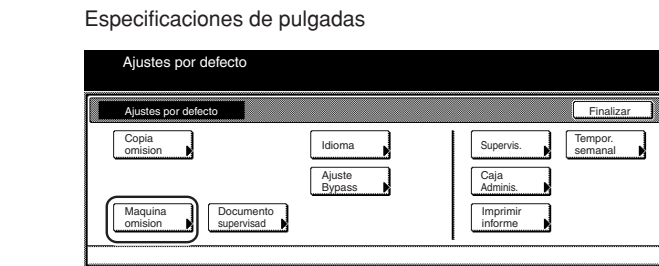 Especificaciones de pulgadas
Ajustes por defecto
Ajustes por defecto
Finalizar
Copia
omision
Idioma
Supervis.
Tempor.
semanal
Ajuste
Bypass
Caja
Adminis.
Maquina
omision
Documento
supervisad
Imprimir
informe